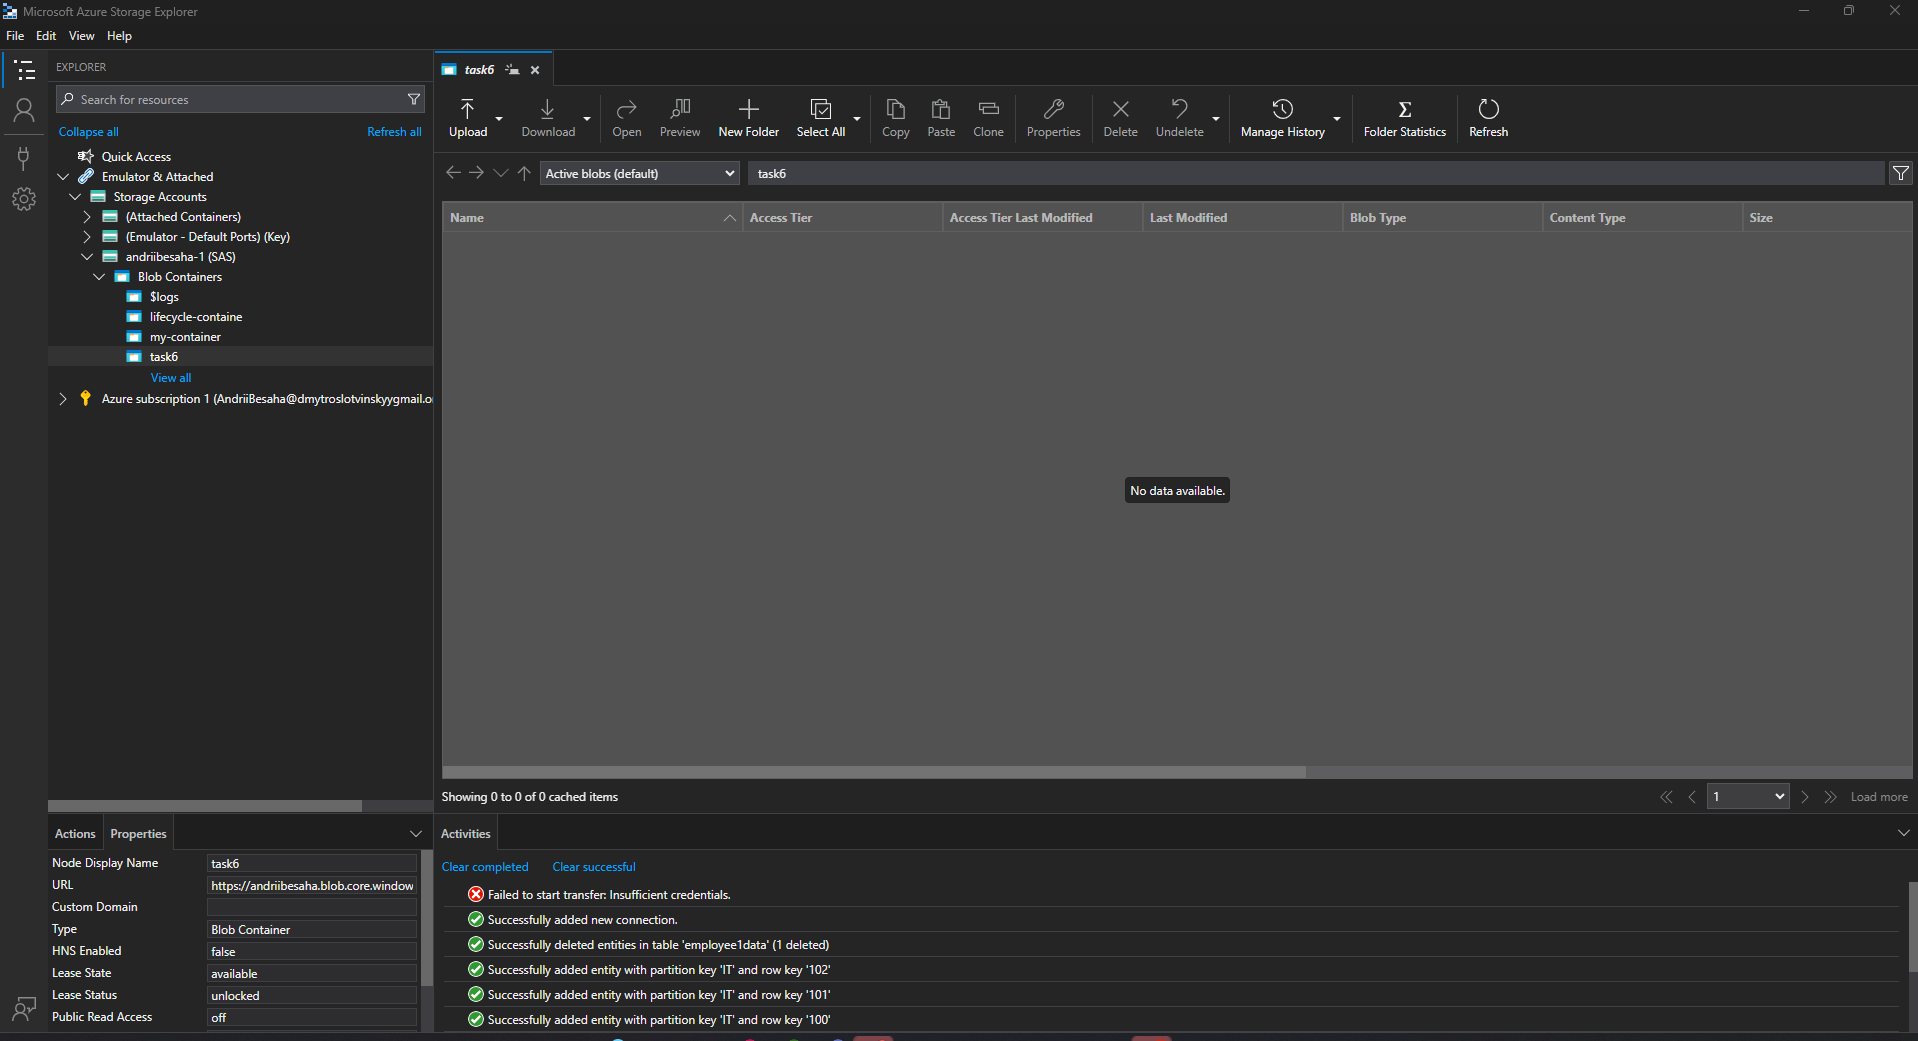 Microsoft Azure Storage Explorer
File Edit View Help
EXPLORER
Search for resources
Collapse all Refresh all
Quick Access
Emulator & Attached
Storage Accounts
(Attached Containers)
(Emulator - Default Ports) (Key)
andriibesaha-1 (SAS)
Blob Containers
$logs
lifecycle-containe
my-container
task6
View all
Azure subscription 1 (AndriiBesaha@dmytroslotvinskyygmail.o
task6
Upload Download Open Preview New Folder Select All Copy Paste Clone Properties Delete Undelete Manage History Folder Statistics Refresh
Active blobs (default) task6
Name Access Tier Access Tier Last Modified Last Modified Blob Type Content Type Size
No data available.
Showing 0 to 0 of 0 cached items 1 Load more
Actions Properties
Node Display Name task6
URL https://andriibesaha.blob.core.window
Custom Domain
Type Blob Container
HNS Enabled false
Lease State available
Lease Status unlocked
Public Read Access off
Activities
Clear completed Clear successful
Failed to start transfer: Insufficient credentials.
Successfully added new connection.
Successfully deleted entities in table 'employee1data' (1 deleted)
Successfully added entity with partition key 'IT' and row key '102'
Successfully added entity with partition key 'IT' and row key '101'
Successfully added entity with partition key 'IT' and row key '100'